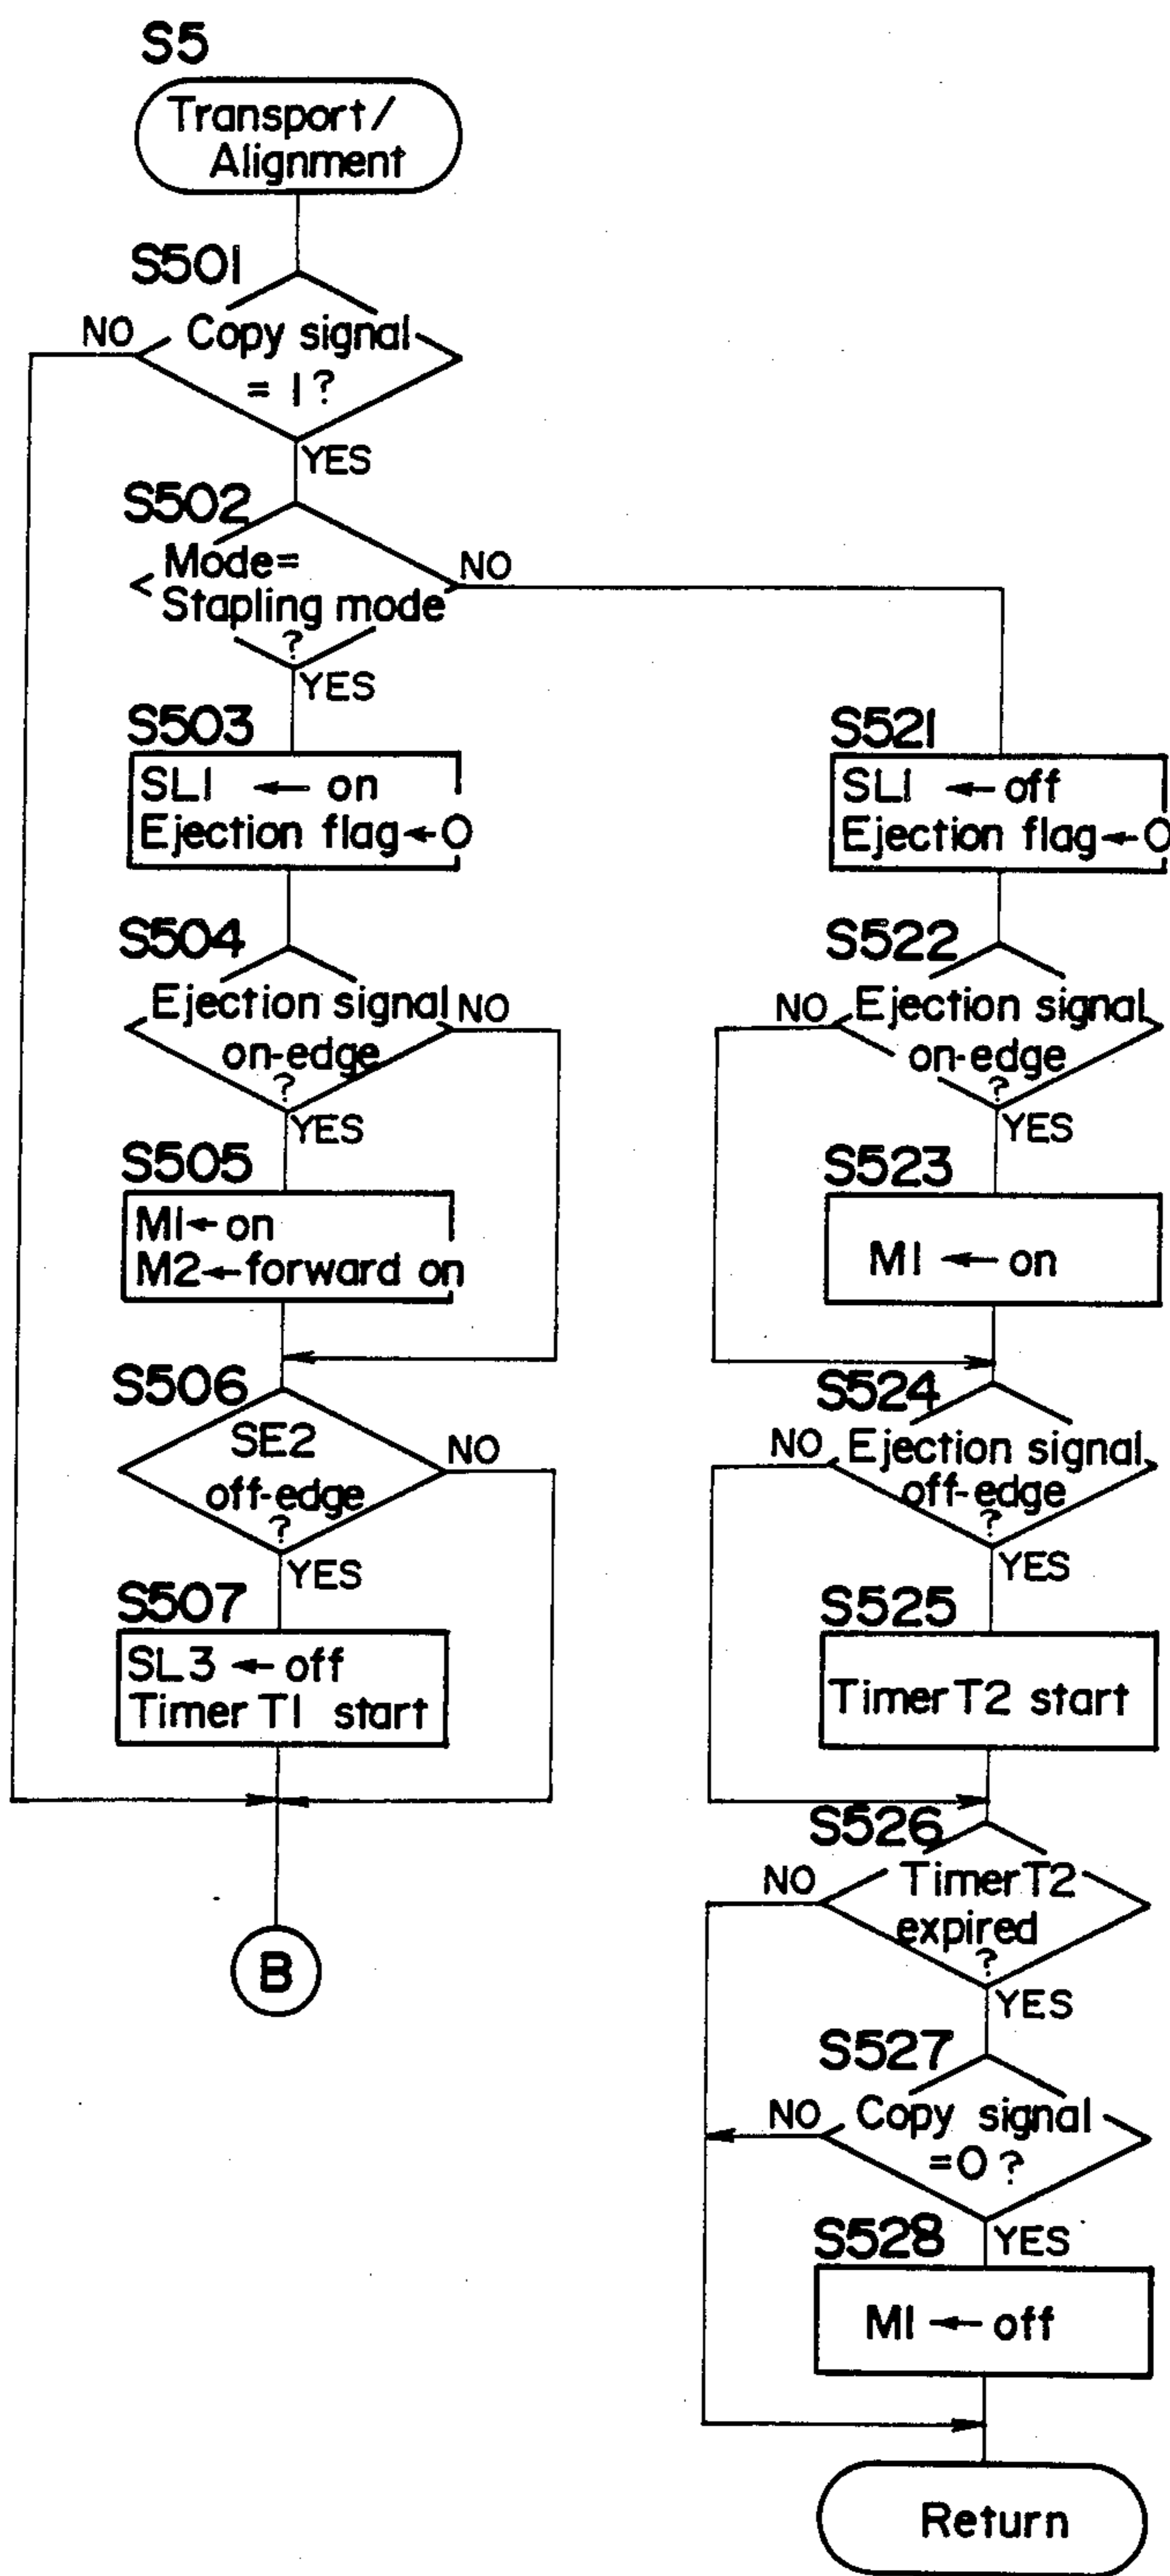 S5
Transport/
Alignment
S501
NO
Copy signal
= 1?
YES
S502
Mode=
Stapling mode
?
NO
YES
S503
SL1 ← on
Ejection flag ← 0
S504
Ejection signal
on-edge
?
NO
YES
S505
M1 ← on
M2 ← forward on
S506
SE2
off-edge
?
NO
YES
S507
SL3 ← off
Timer T1 start
B
S521
SL1 ← off
Ejection flag ← 0
S522
NO
Ejection signal
on-edge
?
YES
S523
M1 ← on
S524
NO
Ejection signal
off-edge
?
YES
S525
Timer T2 start
S526
NO
Timer T2
expired
?
YES
S527
NO
Copy signal
=0?
YES
S528
M1 ← off
Return